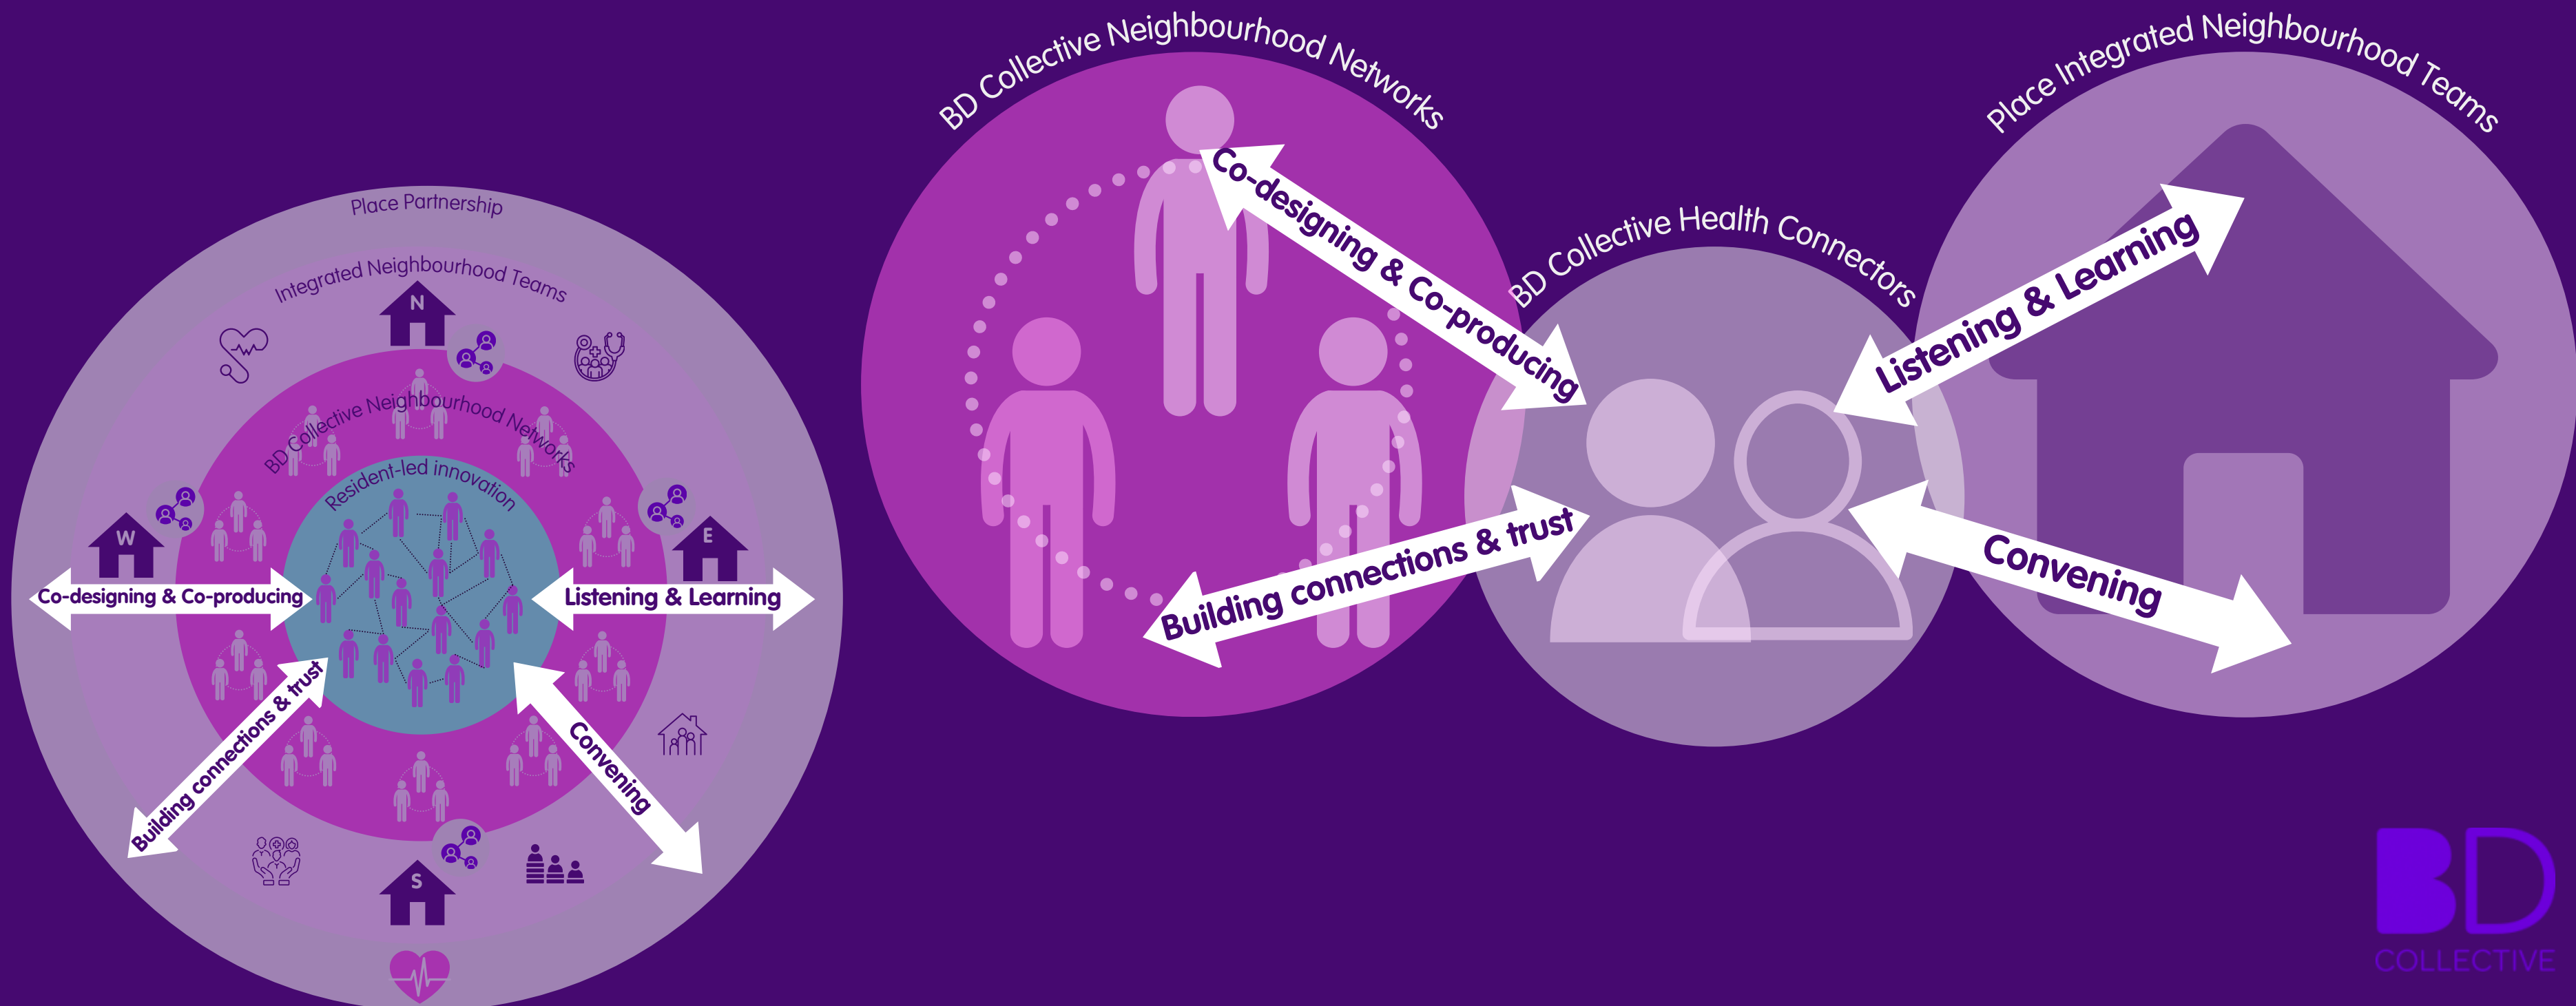 Place Partnership
Integrated Neighbourhood Teams
N
BD Collective Neighbourhood Networks
Resident-led innovation
W
E
Co-designing & Co-producing
Listening & Learning
Building connections & trust
Convening
S
BD Collective Neighbourhood Networks
Co-designing & Co-producing
Building connections & trust
BD Collective Health Connectors
Place Integrated Neighbourhood Teams
Listening & Learning
Convening
BD
COLLECTIVE